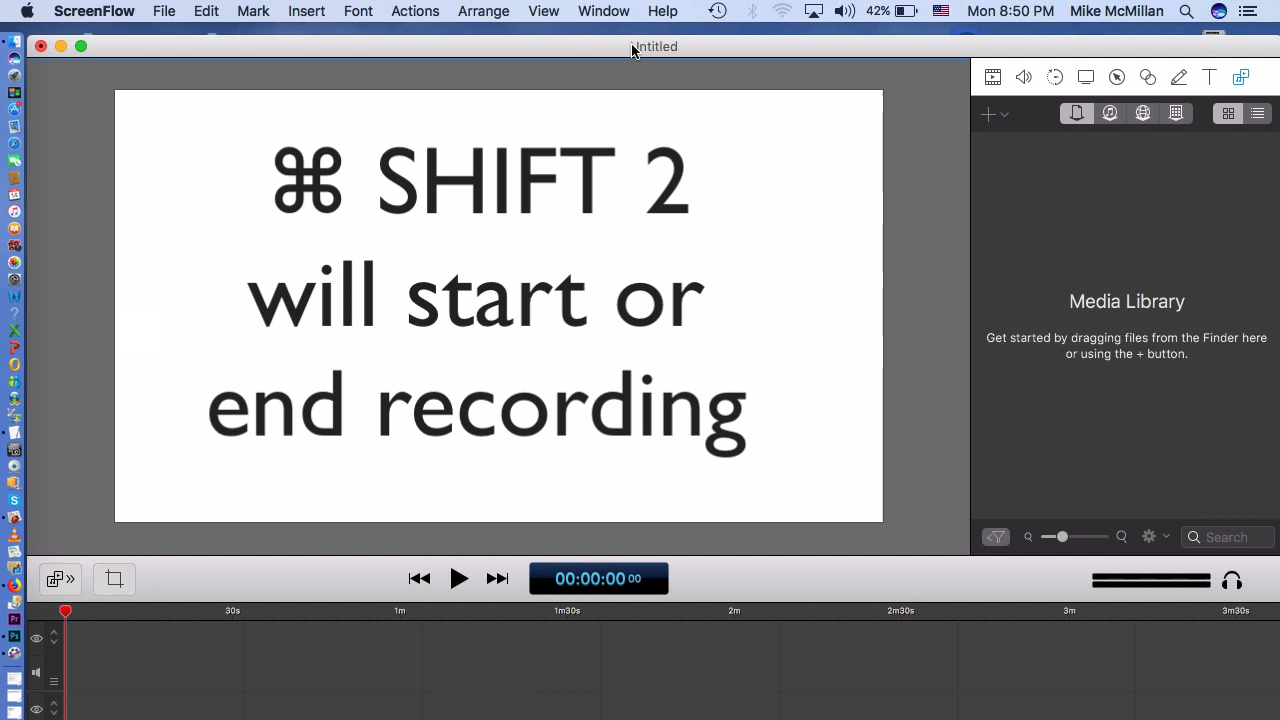 ScreenFlow File Edit Mark Insert Font Actions Arrange View Window Help 42% Mon 8:50 PM Mike McMillan
Untitled
⌘ SHIFT 2
will start or
end recording
Media Library
Get started by dragging files from the Finder here
or using the + button.
Search
00:00:00 00
30s 1m 1m30s 2m 2m30s 3m 3m30s